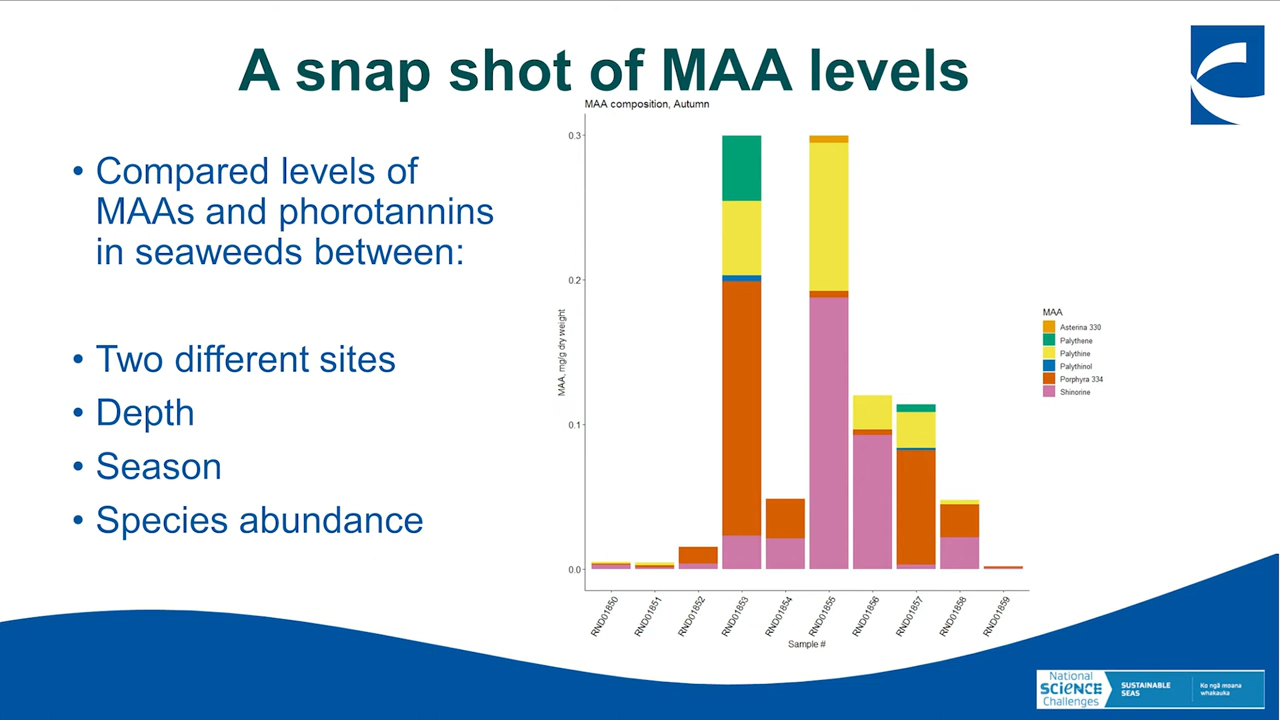 A snap shot of MAA levels
• Compared levels of
MAAs and phorotannins
in seaweeds between:
• Two different sites
• Depth
• Season
• Species abundance
MAA composition, Autumn
MAA, mg/g dry weight
0.3
0.2
0.1
0.0
RND01850
RND01851
RND01852
RND01853
RND01854
RND01855
RND01856
RND01857
RND01858
RND01859
Sample #
MAA
Asterina 330
Palythene
Palythine
Palythinol
Porphyra 334
Shinorine
National
SCIENCE
Challenges
SUSTAINABLE
SEAS
Ko ngā moana
whakauka